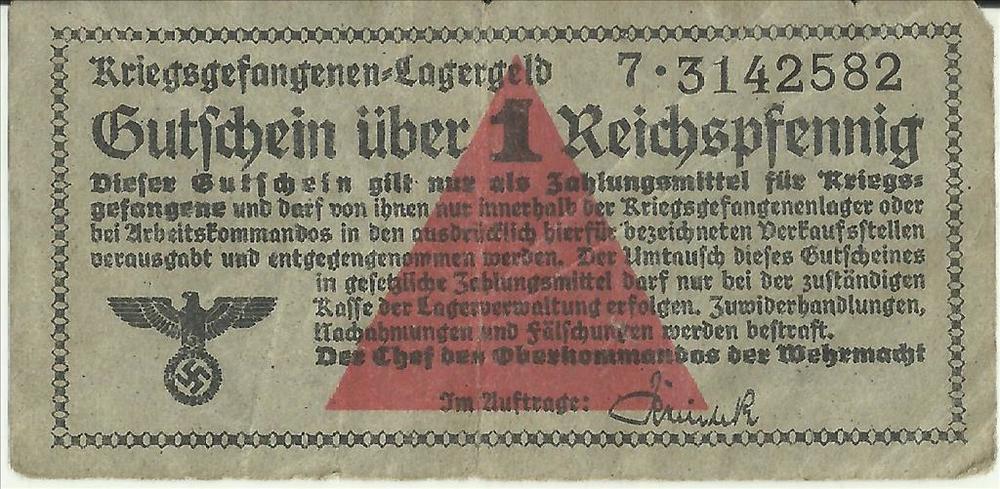 Kriegsgefangenen-Lagergeld 7·3142582
Gutschein über 1 Reichspfennig
Dieser Gutschein gilt nur als Zahlungsmittel für Kriegs-
gefangene und darf von ihnen nur innerhalb der Kriegsgefangenenlager oder
bei Arbeitskommandos in den ausdrücklich hierfür bezeichneten Verkaufsstellen
verausgabt und entgegengenommen werden. Der Umtausch dieses Gutscheines
in gesetzliche Zahlungsmittel darf nur bei der zuständigen
Kasse der Lagerverwaltung erfolgen. Zuwiderhandlungen,
Nachahmungen und Fälschungen werden bestraft.
Der Chef des Oberkommandos der Wehrmacht
Im Auftrage: